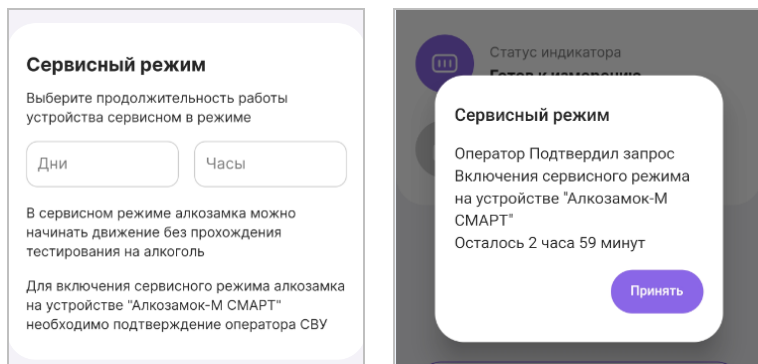 Сервисный режим
Выберите продолжительность работы
устройства сервисном в режиме
Дни
Часы
В сервисном режиме алкозамка можно
начинать движение без прохождения
тестирования на алкоголь
Для включения сервисного режима алкозамка
на устройстве "Алкозамок-М СМАРТ"
необходимо подтверждение оператора СВУ
Статус индикатора
Готов к измерению
Сервисный режим
Оператор Подтвердил запрос
Включения сервисного режима
на устройстве "Алкозамок-М
СМАРТ"
Осталось 2 часа 59 минут
Принять